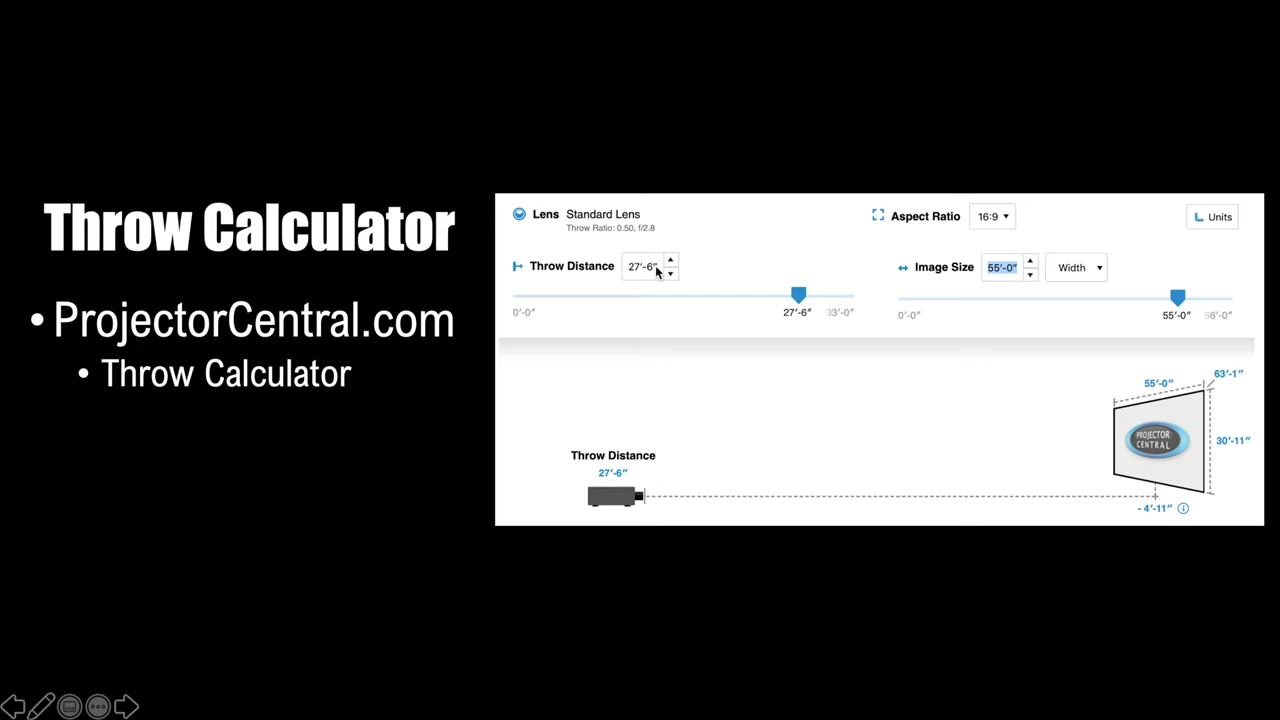 Throw Calculator
• ProjectorCentral.com
• Throw Calculator
Lens Standard Lens
Throw Ratio: 0.50, f/2.8
Aspect Ratio 16:9
Units
Throw Distance 27'-6"
Image Size 55'-0" Width
0'-0" 27'-6" 33'-0"
0'-0" 55'-0" 66'-0"
55'-0" 63'-1"
PROJECTOR
CENTRAL
30'-11"
Throw Distance
27'-6"
- 4'-11"